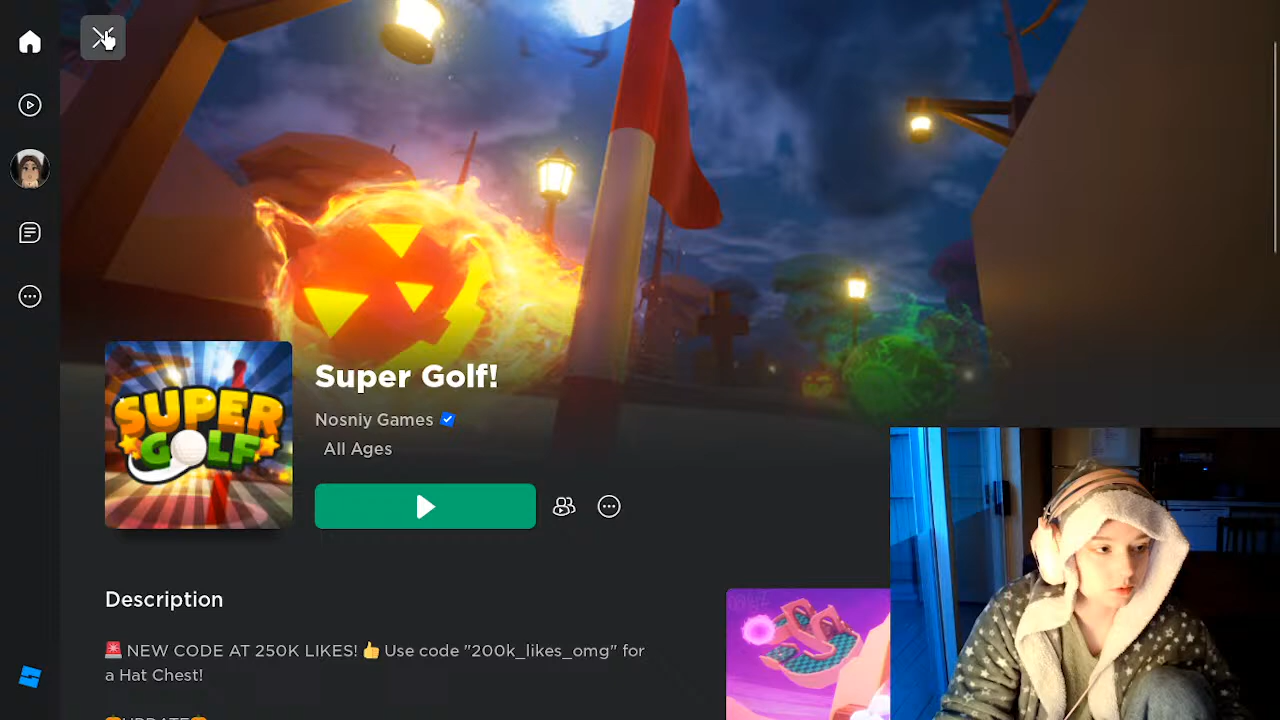 Super Golf!
Nosniy Games
All Ages
SUPER
GOLF
Description
🚨 NEW CODE AT 250K LIKES! 👍 Use code "200k_likes_omg" for
a Hat Chest!
🎃UPDATE🎃